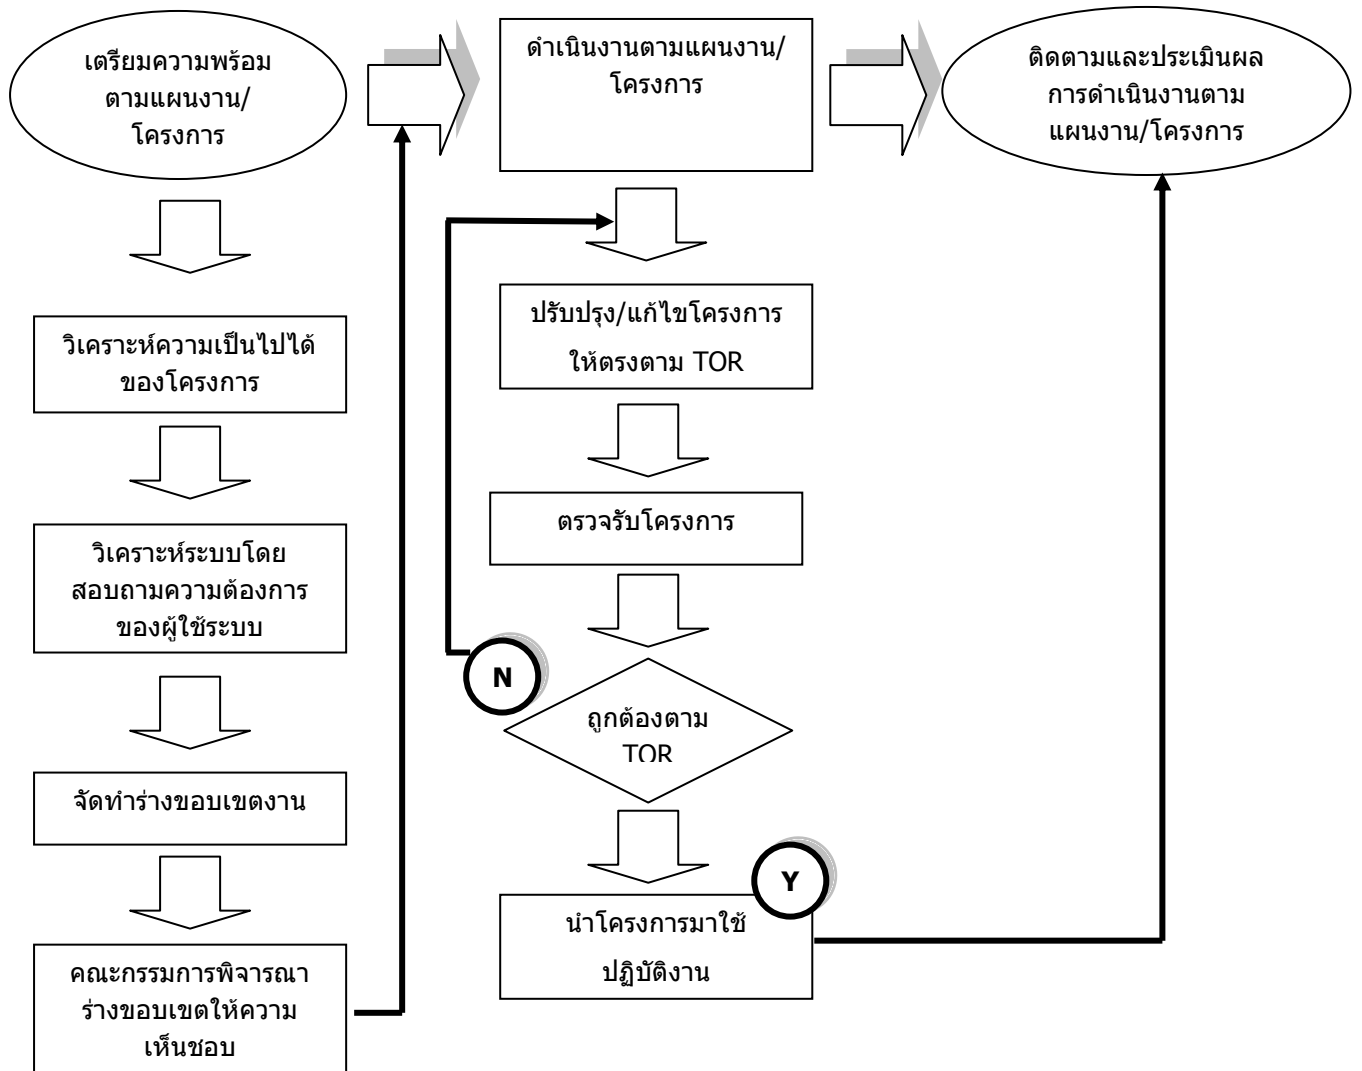 เตรียมความพร้อม
ตามแผนงาน/
โครงการ
วิเคราะห์ความเป็นไปได้
ของโครงการ
วิเคราะห์ระบบโดย
สอบถามความต้องการ
ของผู้ใช้ระบบ
จัดทำร่างขอบเขตงาน
คณะกรรมการพิจารณา
ร่างขอบเขตให้ความ
เห็นชอบ
ดำเนินงานตามแผนงาน/
โครงการ
ปรับปรุง/แก้ไขโครงการ
ให้ตรงตาม TOR
ตรวจรับโครงการ
N
ถูกต้องตาม
TOR
Y
นำโครงการมาใช้
ปฏิบัติงาน
ติดตามและประเมินผล
การดำเนินงานตาม
แผนงาน/โครงการ